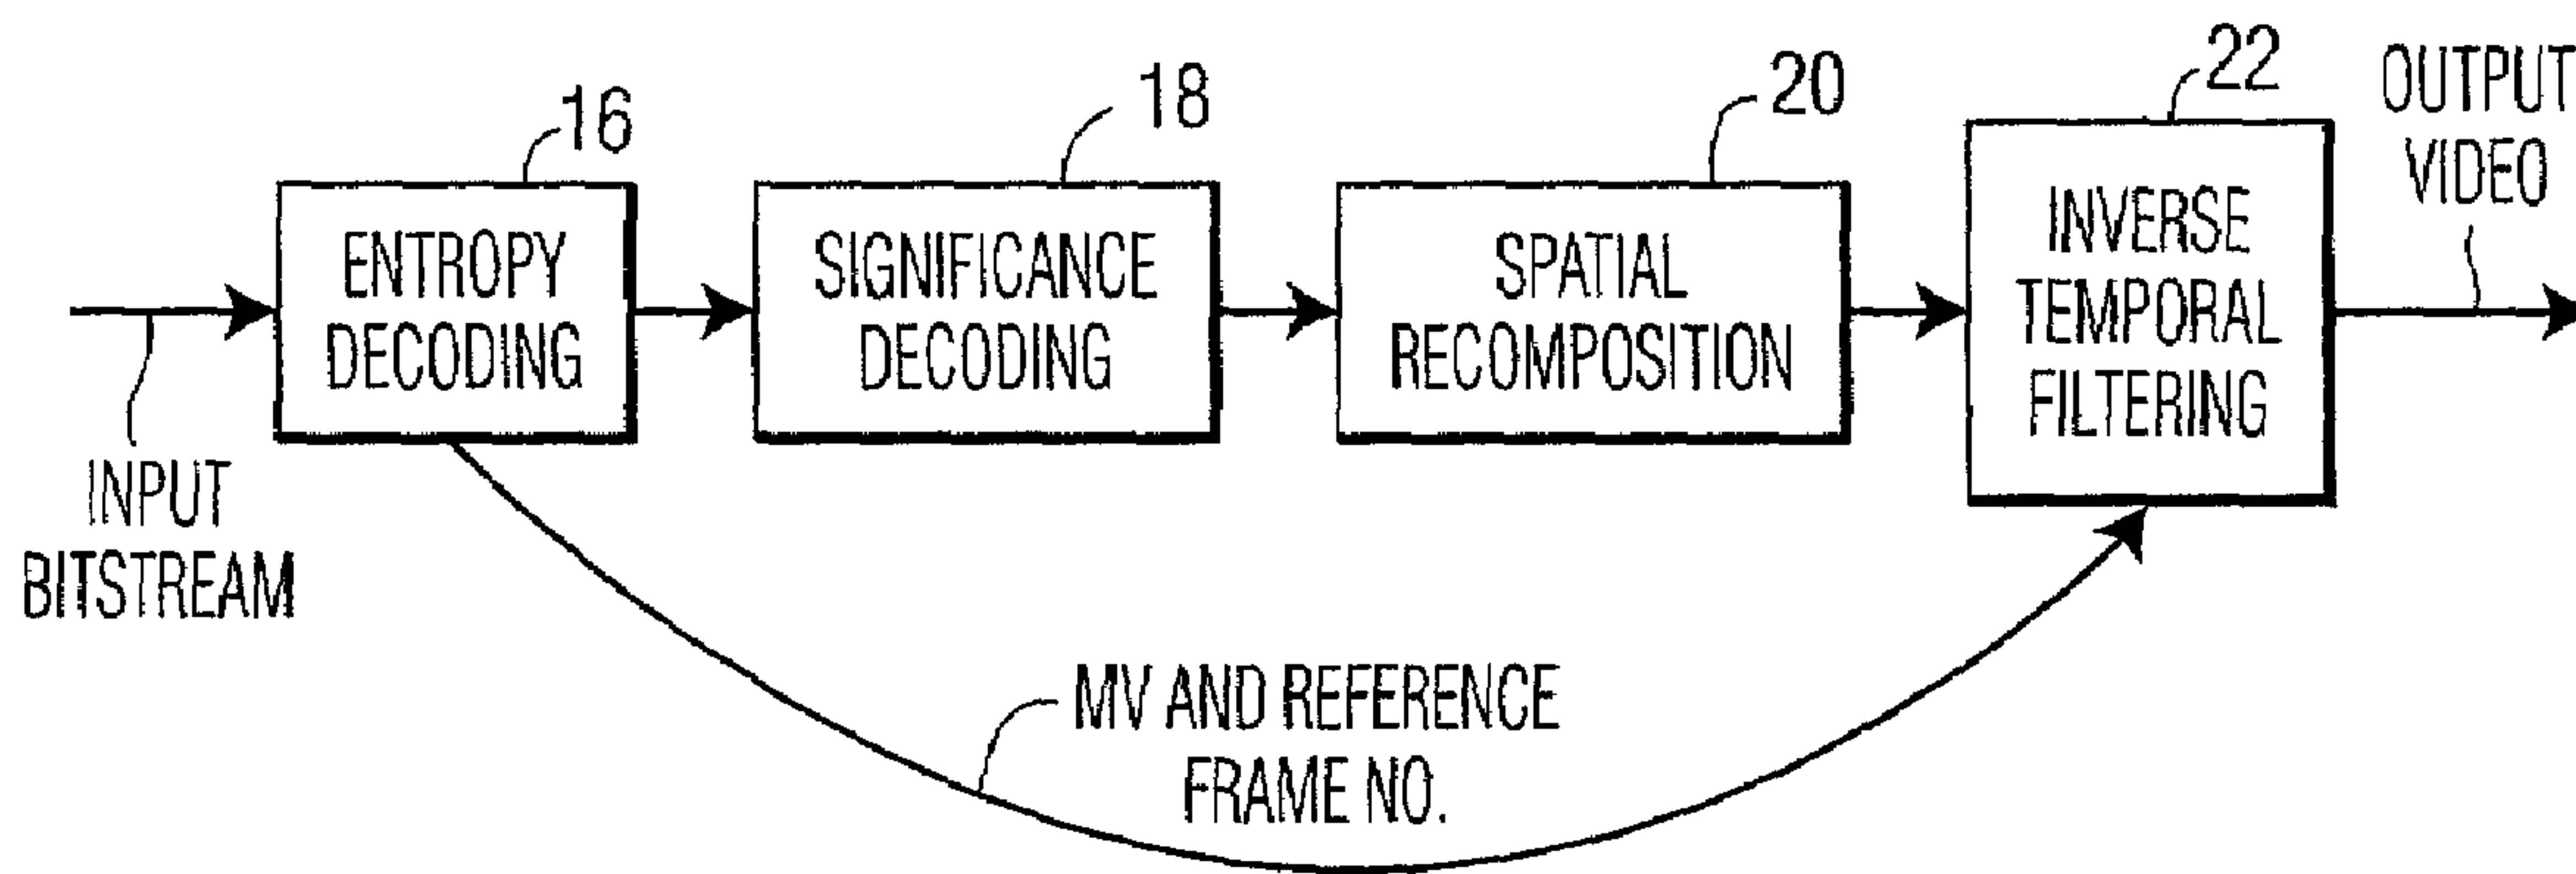 16
18
20
22
OUTPUT
VIDEO
ENTROPY
DECODING
SIGNIFICANCE
DECODING
SPATIAL
RECOMPOSITION
INVERSE
TEMPORAL
FILTERING
INPUT
BITSTREAM
MV AND REFERENCE
FRAME NO.